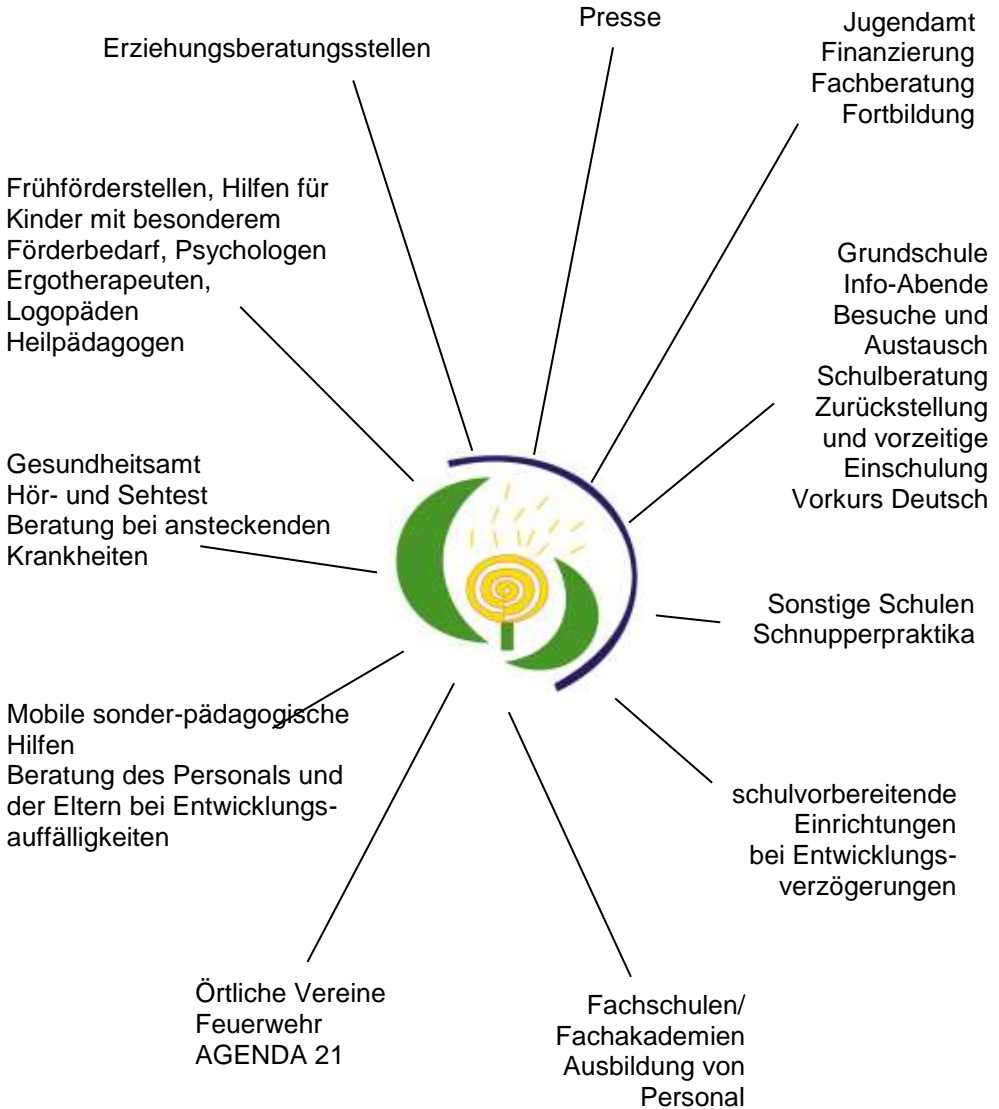 Presse
Jugendamt
Finanzierung
Fachberatung
Fortbildung
Erziehungsberatungsstellen
Frühförderstellen, Hilfen für
Kinder mit besonderem
Förderbedarf, Psychologen
Ergotherapeuten,
Logopäden
Heilpädagogen
Grundschule
Info-Abende
Besuche und
Austausch
Schulberatung
Zurückstellung
und vorzeitige
Einschulung
Vorkurs Deutsch
Gesundheitsamt
Hör- und Sehtest
Beratung bei ansteckenden
Krankheiten
Sonstige Schulen
Schnupperpraktika
Mobile sonder-pädagogische
Hilfen
Beratung des Personals und
der Eltern bei Entwicklungs-
auffälligkeiten
schulvorbereitende
Einrichtungen
bei Entwicklungs-
verzögerungen
Örtliche Vereine
Feuerwehr
AGENDA 21
Fachschulen/
Fachakademien
Ausbildung von
Personal